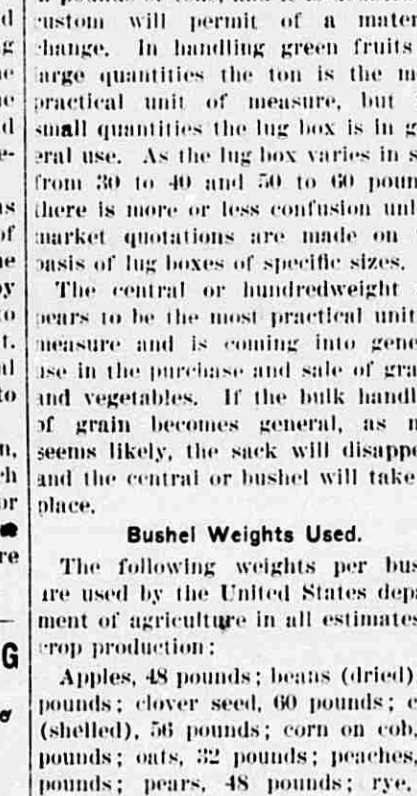 custom will permit of a mater
change. In handling green fruits
large quantities the ton is the m
practical unit of measure, but
small quantities the lug box is in g
eral use. As the lug box varies in s
from 30 to 40 and 50 to 60 poun
there is more or less confusion unl
market quotations are made on
basis of lug boxes of specific sizes.
The central or hundredweight
pears to be the most practical unit
measure and is coming into gene
use in the purchase and sale of gra
and vegetables. If the bulk handl
of grain becomes general, as n
seems likely, the sack will disappe
and the central or bushel will take
place.
Bushel Weights Used.
The following weights per bus
are used by the United States depa
ment of agriculture in all estimates
crop production:
Apples, 48 pounds; beans (dried)
pounds; clover seed, 60 pounds; c
(shelled), 56 pounds; corn on cob,
pounds; oats, 32 pounds; peaches,
pounds; pears, 48 pounds; rye,